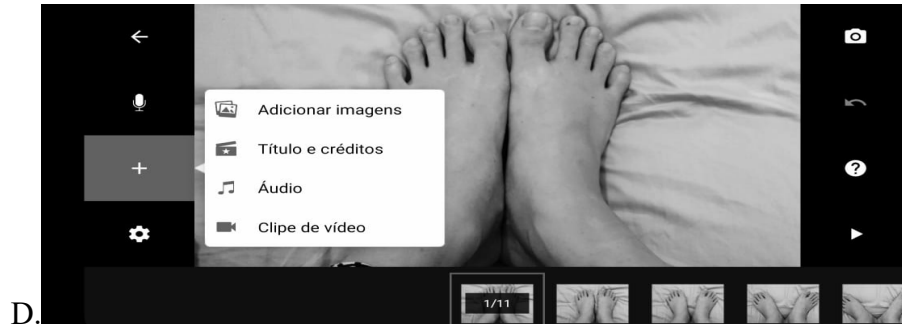 Adicionar imagens
Título e créditos
Áudio
Clipe de vídeo
1/11
D.